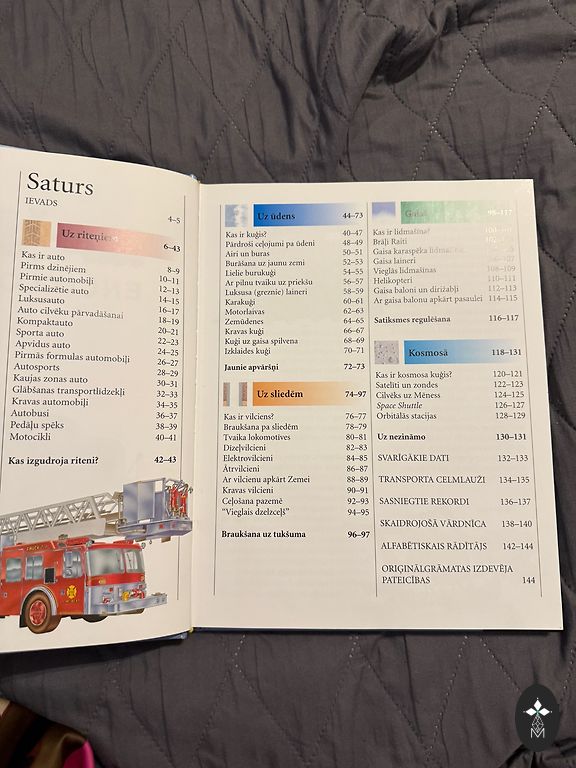 Saturs
IEVADS
4–5
Uz riteņiem
6–43
Kas ir auto
Pirms dzinējiem 8–9
Pirmie automobiļi 10–11
Specializētie auto 12–13
Luksusauto 14–15
Auto cilvēku pārvadāšanai 16–17
Kompaktauto 18–19
Sporta auto 20–21
Apvidus auto 22–23
Pirmās formulas automobiļi 24–25
Autosports 26–27
Kaujas zonas auto 28–29
Glābšanas transportlīdzekļi 30–31
Kravas automobiļi 32–33
Autobusi 34–35
Pedāļu spēks 36–37
Motocikli 38–39
40–41
Kas izgudroja riteni? 42–43
Uz ūdens 44–73
Kas ir kuģis? 40–47
Pārdroši ceļojumi pa ūdeni 48–49
Airi un buras 50–51
Burāšana uz jaunu zemi 52–53
Lielie burukuģi 54–55
Ar pilnu tvaiku uz priekšu 56–57
Luksusa (greznie) laineri 58–59
Karakuģi 60–61
Motorlaivas 62–63
Zemūdenes 64–65
Kravas kuģi 66–67
Kuģi uz gaisa spilvena 68–69
Izklaides kuģi 70–71
Jaunie apvāršņi 72–73
Uz sliedēm 74–97
Kas ir vilciens? 76–77
Braukšana pa sliedēm 78–79
Tvaika lokomotīves 80–81
Dīzeļvilcieni 82–83
Elektrovilcieni 84–85
Ātrvilcieni 86–87
Ar vilcienu apkārt Zemei 88–89
Kravas vilcieni 90–91
Ceļošana pazemē 92–93
“Vieglais dzelzceļš” 94–95
Braukšana uz tukšuma 96–97
Gaisā 98–117
Kas ir lidmašīna?
Brāļi Raiti
Gaisa karaspēka
Gaisa laineri
Vieglās lidmašīnas 108–109
Helikopteri 110–111
Gaisa baloni un dirižabļi 112–113
Ar gaisa balonu apkārt pasaulei 114–115
Satiksmes regulēšana 116–117
Kosmosā 118–131
Kas ir kosmosa kuģis? 120–121
Satelīti un zondes 122–123
Cilvēks uz Mēness 124–125
Space Shuttle 126–127
Orbitālās stacijas 128–129
Uz nezināmo 130–131
SVARĪGĀKIE DATI 132–133
TRANSPORTA CELMLAUŽI 134–135
SASNIEGTIE REKORDI 136–137
SKAIDROJOŠĀ VĀRDNĪCA 138–140
ALFABĒTISKAIS RĀDĪTĀJS 142–144
ORIĢINĀLGRĀMATAS IZDEVĒJA
PATEICĪBAS 144